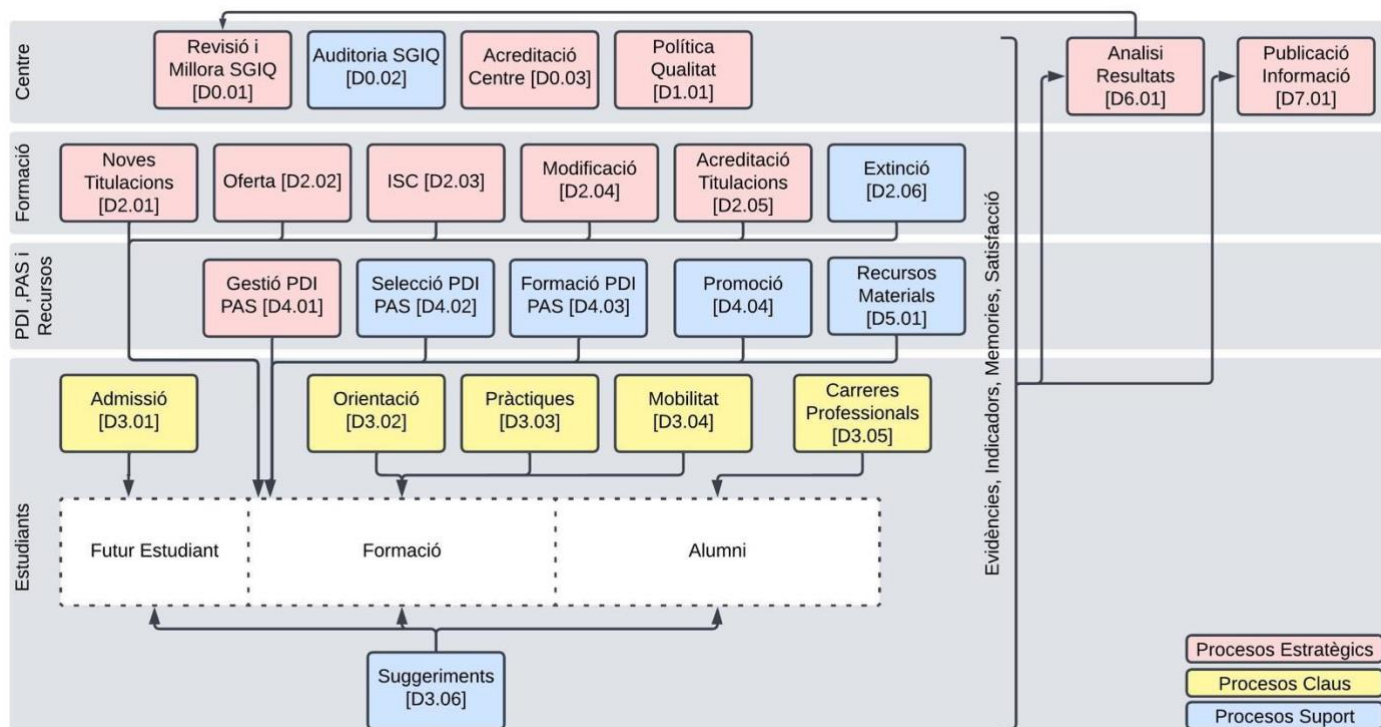 Centre
Revisió i
Millora SGIQ
[D0.01]
Auditoria SGIQ
[D0.02]
Acreditació
Centre [D0.03]
Política
Qualitat
[D1.01]
Analisi
Resultats
[D6.01]
Publicació
Informació
[D7.01]
Formació
Noves
Titulacions
[D2.01]
Oferta [D2.02]
ISC [D2.03]
Modificació
[D2.04]
Acreditació
Titulacions
[D2.05]
Extinció
[D2.06]
PDI ,PAS i
Recursos
Gestió PDI
PAS [D4.01]
Selecció PDI
PAS [D4.02]
Formació PDI
PAS [D4.03]
Promoció
[D4.04]
Recursos
Materials
[D5.01]
Evidències, Indicadors, Memories, Satisfacció
Estudiants
Admissió
[D3.01]
Orientació
[D3.02]
Pràctiques
[D3.03]
Mobilitat
[D3.04]
Carreres
Professionals
[D3.05]
Futur Estudiant
Formació
Alumni
Suggeriments
[D3.06]
Procesos Estratègics
Procesos Claus
Procesos Suport